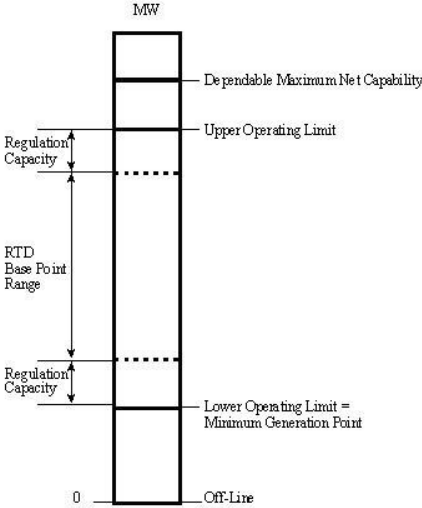 MW
Dependable Maximum Net Capability
Upper Operating Limit
Regulation
Capacity
RTD
Base Point
Range
Regulation
Capacity
Lower Operating Limit =
Minimum Generation Point
0
Off-Line